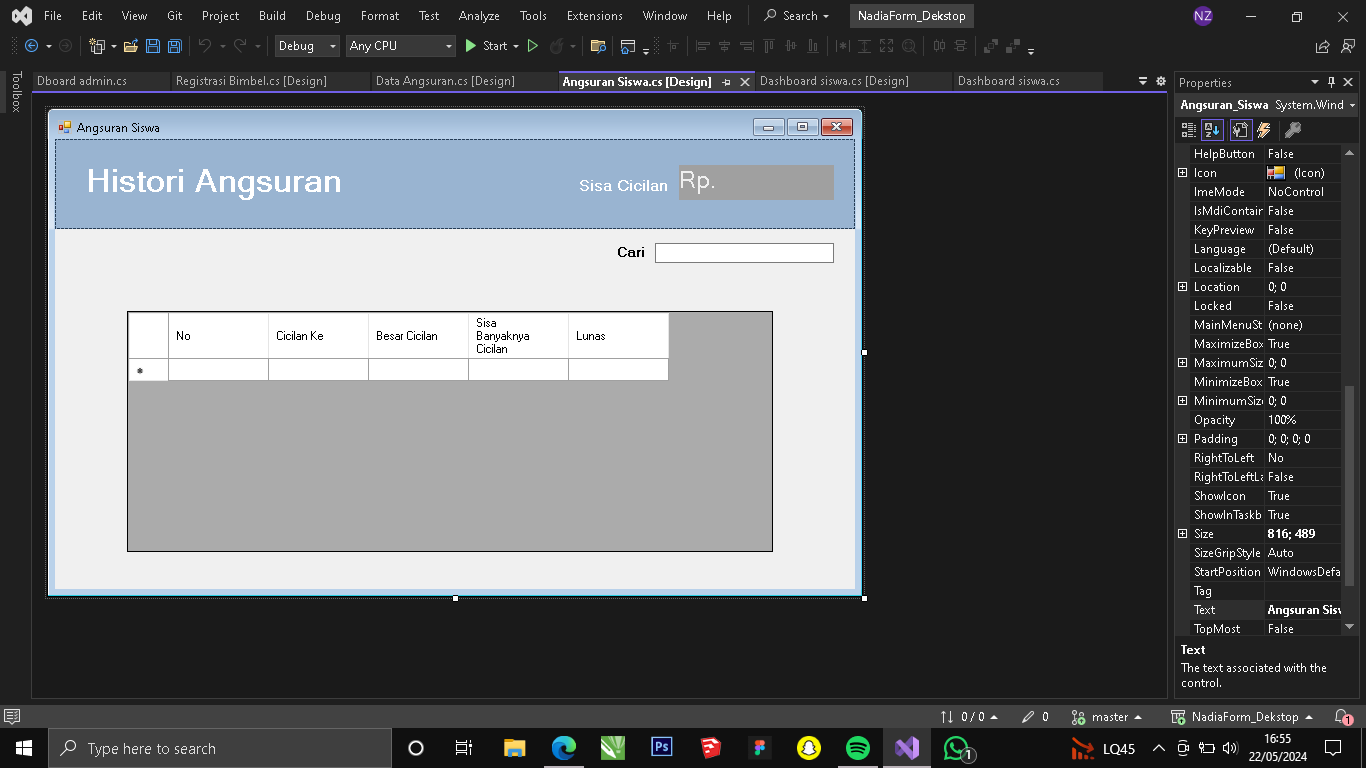 File Edit View Git Project Build Debug Format Test Analyze Tools Extensions Window Help Search NadiaForm_Dekstop NZ
Debug Any CPU Start
Toolbox
Dboard admin.cs Registrasi Bimbel.cs [Design] Data Angsuran.cs [Design] Angsuran Siswa.cs [Design] Dashboard siswa.cs [Design] Dashboard siswa.cs
Angsuran Siswa
Histori Angsuran
Sisa Cicilan Rp.
Cari
No Cicilan Ke Besar Cicilan Sisa Banyaknya Cicilan Lunas
Properties
Angsuran_Siswa System.Wind
HelpButton False
Icon (Icon)
ImeMode NoControl
IsMdiContair False
KeyPreview False
Language (Default)
Localizable False
Location 0; 0
Locked False
MainMenuSt (none)
MaximizeBox True
MaximumSiz 0; 0
MinimizeBox True
MinimumSize 0; 0
Opacity 100%
Padding 0; 0; 0; 0
RightToLeft No
RightToLeftLa False
ShowIcon True
ShowInTaskb True
Size 816; 489
SizeGripStyle Auto
StartPosition WindowsDefa
Tag
Text Angsuran Sisw
TopMost False
Text
The text associated with the
control.
0 / 0 0 master NadiaForm_Dekstop 1
Type here to search Ps 1 LQ45 16:55
22/05/2024